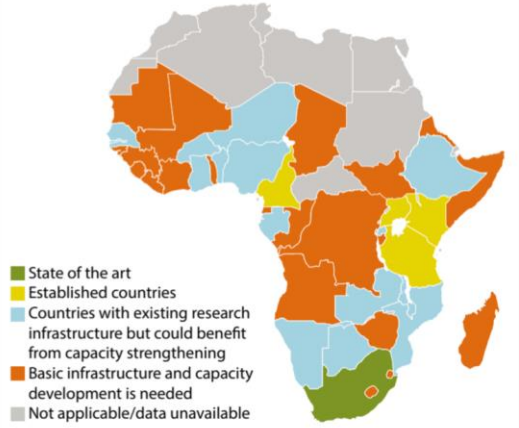 State of the art
Established countries
Countries with existing research
infrastructure but could benefit
from capacity strengthening
Basic infrastructure and capacity
development is needed
Not applicable/data unavailable